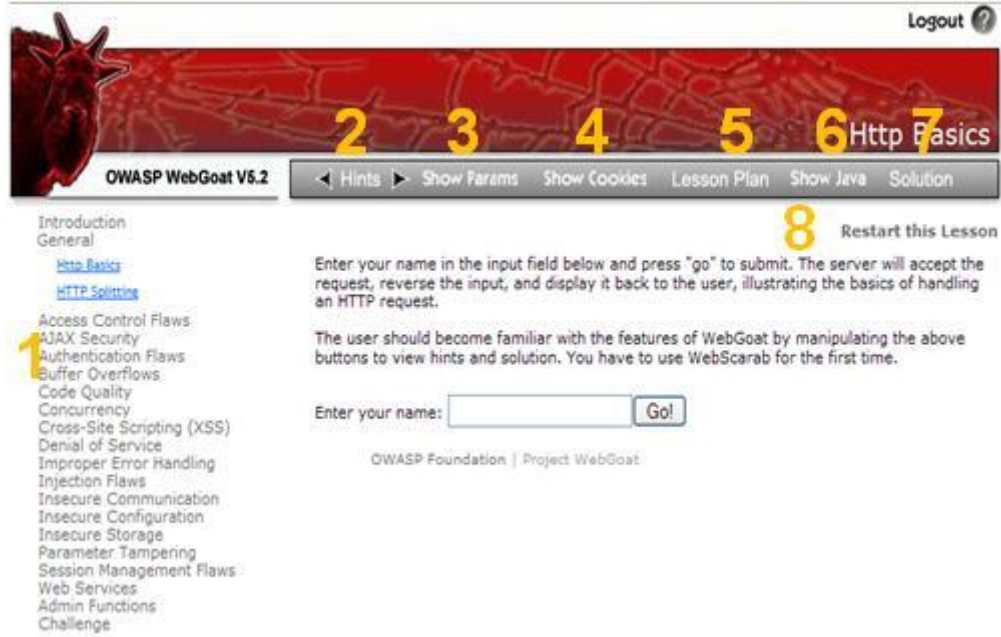 Logout ?
2 3 4 5 6 7
Http Basics
OWASP WebGoat V5.2
Hints Show Params Show Cookies Lesson Plan Show Java Solution
8
Restart this Lesson
Introduction
General
Http Basics
HTTP Splitting
1
Access Control Flaws
AJAX Security
Authentication Flaws
Buffer Overflows
Code Quality
Concurrency
Cross-Site Scripting (XSS)
Denial of Service
Improper Error Handling
Injection Flaws
Insecure Communication
Insecure Configuration
Insecure Storage
Parameter Tampering
Session Management Flaws
Web Services
Admin Functions
Challenge
Enter your name in the input field below and press "go" to submit. The server will accept the
request, reverse the input, and display it back to the user, illustrating the basics of handling
an HTTP request.
The user should become familiar with the features of WebGoat by manipulating the above
buttons to view hints and solution. You have to use WebScarab for the first time.
Enter your name: Go!
OWASP Foundation | Project WebGoat